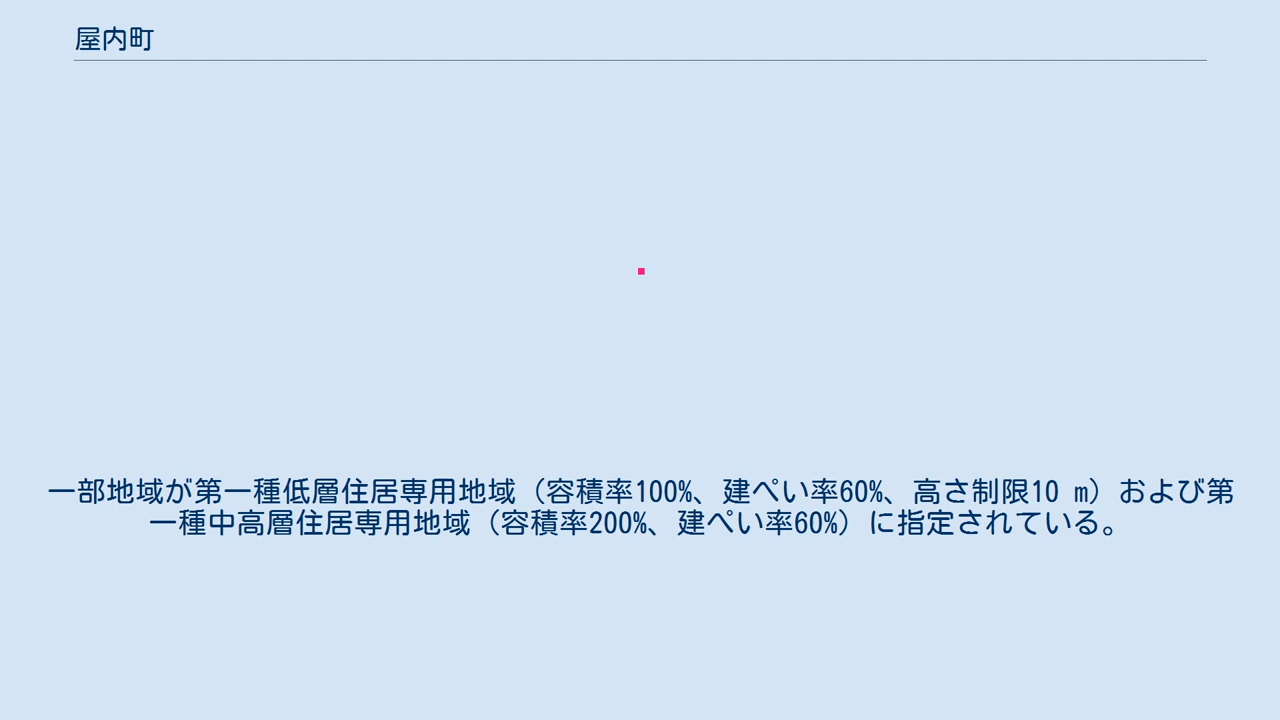 屋内町
一部地域が第一種低層住居専用地域（容積率100%、建ぺい率60%、高さ制限10 m）および第
一種中高層住居専用地域（容積率200%、建ぺい率60%）に指定されている。